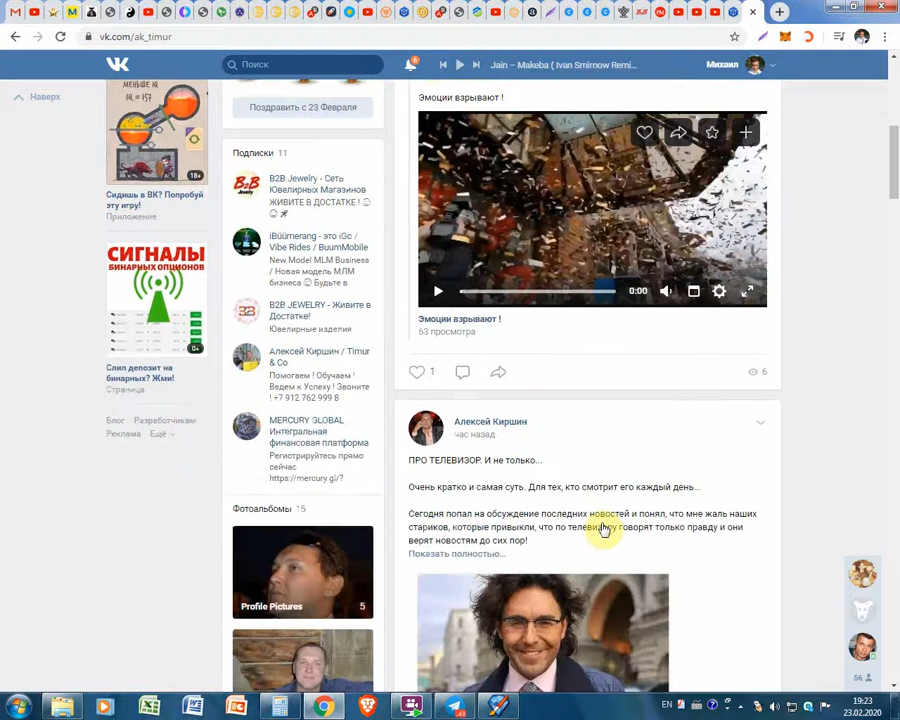 vk.com/ak_timur
Поиск
6
Jain – Makeba ( Ivan Smirnow Remi...
Михаил
Наверх
МЕНЬШЕ
18+
Сидишь в ВК? Попробуй
эту игру!
Приложение
СИГНАЛЫ
БИНАРНЫХ ОПЦИОНОВ
0+
Слил депозит на
бинарных? Жми!
Страница
Блог Разработчикам
Реклама Ещё
Поздравить с 23 Февраля
Подписки 11
B2B Jewelry - Сеть
Ювелирных Магазинов
ЖИВИТЕ В ДОСТАТКЕ !
iBüümerang - это iGo /
Vibe Rides / BuumMobile
New Model MLM Business
/ Новая модель МЛМ
бизнеса Будьте в
B2B JEWELRY - Живите в
Достатке!
Ювелирные изделия
Алексей Киршин / Timur
& Co
Помогаем ! Обучаем !
Ведем к Успеху ! Звоните
! +7 912 762 999 9
MERCURY GLOBAL
Интегральная
финансовая платформа
Регистрируйтесь прямо
сейчас
https://mercury.gi/?
Фотоальбомы 15
Profile Pictures 5
Эмоции взрывают !
0:00
Эмоции взрывают !
63 просмотра
1
6
Алексей Киршин
час назад
ПРО ТЕЛЕВИЗОР. И не только...
Очень кратко и самая суть. Для тех, кто смотрит его каждый день...
Сегодня попал на обсуждение последних новостей и понял, что мне жаль наших
стариков, которые привыкли, что по телевизору говорят только правду и они
верят новостям до сих пор!
Показать полностью...
56
EN
19:23
23.02.2020